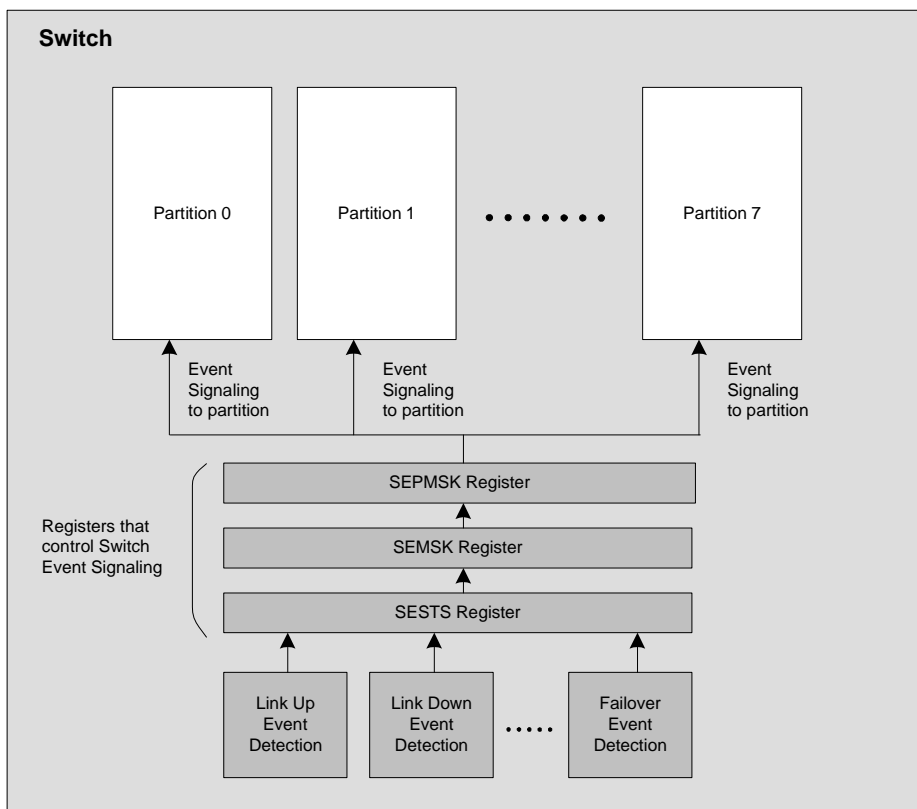 Switch
Partition 0
Partition 1
Partition 7
Event
Signaling
to partition
Event
Signaling
to partition
Event
Signaling
to partition
SEPMSK Register
Registers that
control Switch
Event Signaling
SEMSK Register
SESTS Register
Link Up
Event
Detection
Link Down
Event
Detection
Failover
Event
Detection